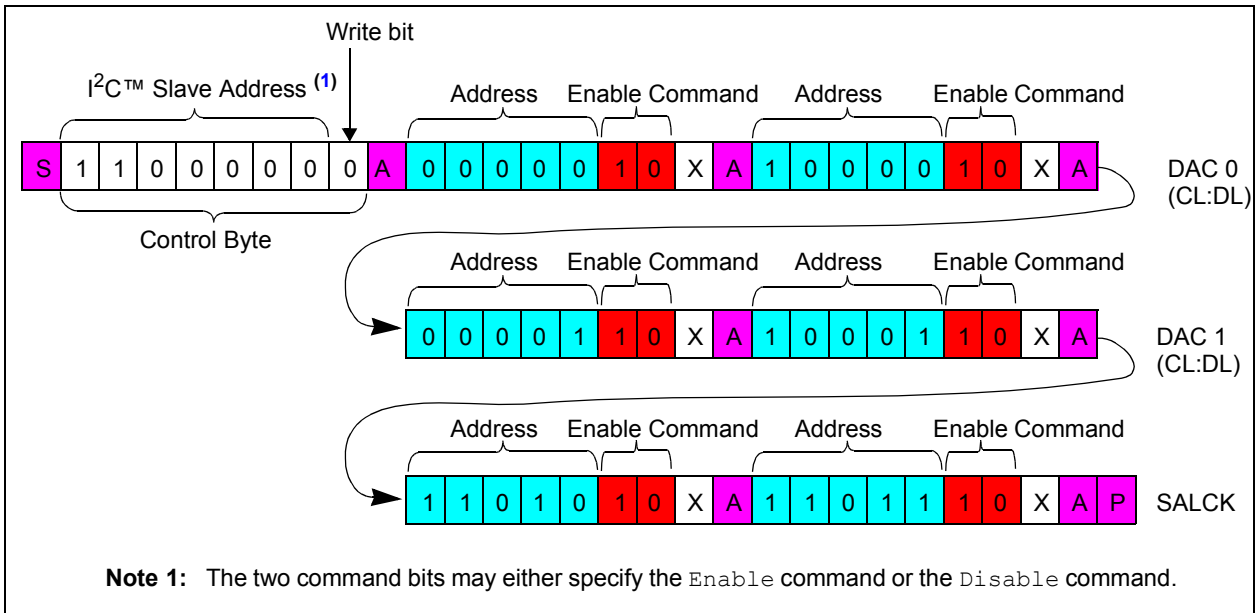 Write bit
I2C™ Slave Address (1)
Address Enable Command Address Enable Command
S 1 1 0 0 0 0 0 0 A 0 0 0 0 0 1 0 X A 1 0 0 0 0 1 0 X A DAC 0
(CL:DL)
Control Byte
Address Enable Command Address Enable Command
0 0 0 0 1 1 0 X A 1 0 0 0 1 1 0 X A DAC 1
(CL:DL)
Address Enable Command Address Enable Command
1 1 0 1 0 1 0 X A 1 1 0 1 1 1 0 X A P SALCK
Note 1: The two command bits may either specify the Enable command or the Disable command.